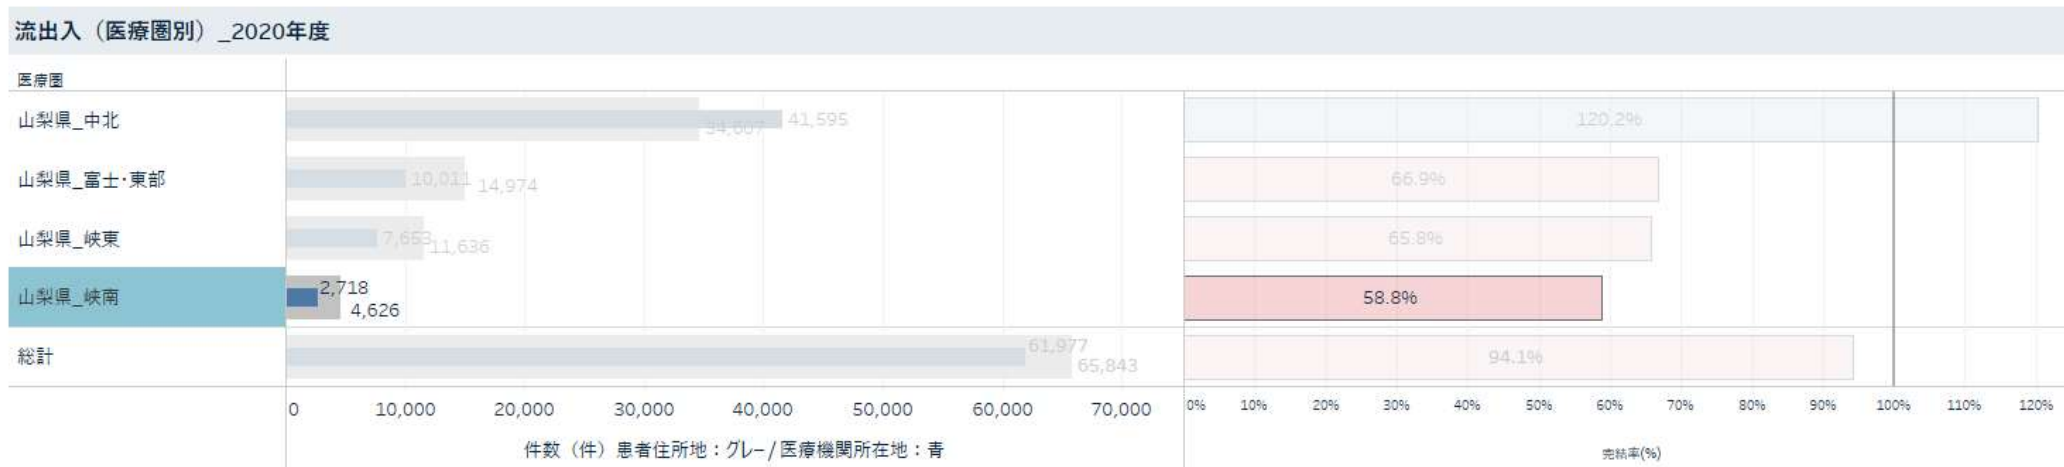 流出入（医療圏別）_2020年度
医療圏
山梨県_中北
34,607
41,595
120.2%
山梨県_富士・東部
10,011
14,974
66.9%
山梨県_峡東
7,653
11,636
65.8%
山梨県_峡南
2,718
4,626
58.8%
総計
61,977
65,843
94.1%
0 10,000 20,000 30,000 40,000 50,000 60,000 70,000
0% 10% 20% 30% 40% 50% 60% 70% 80% 90% 100% 110% 120%
件数（件）患者住所地：グレー/医療機関所在地：青
完結率(%)